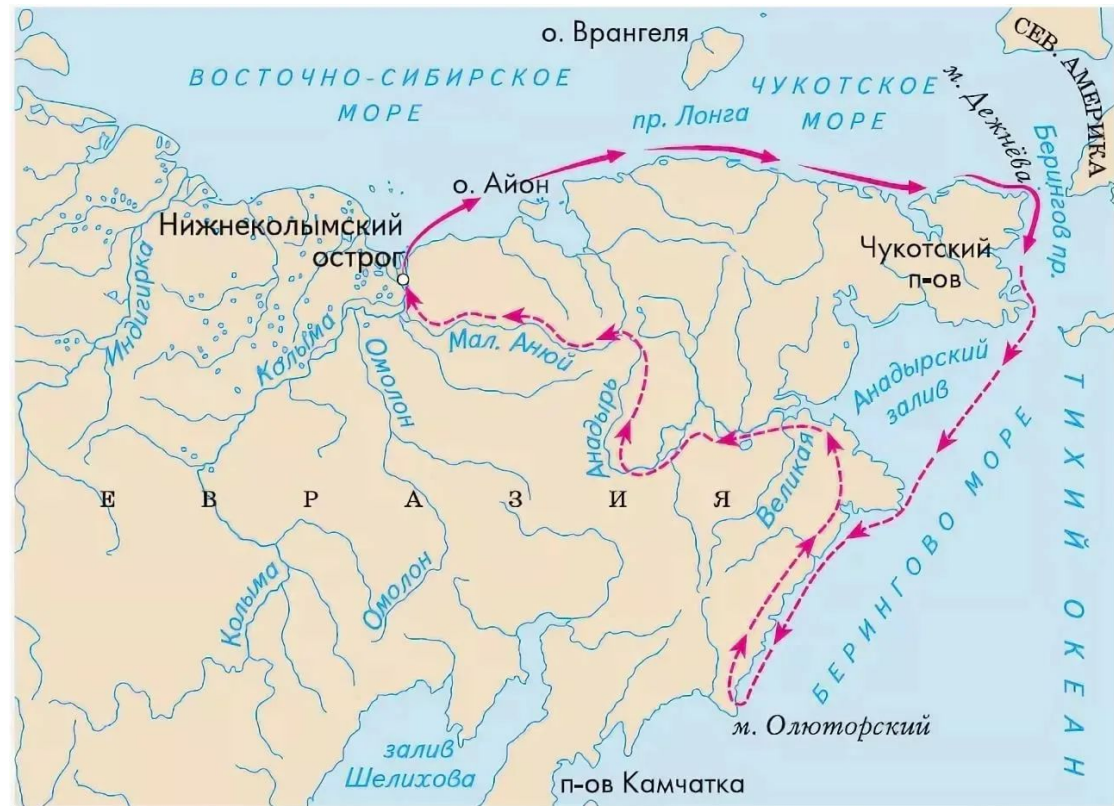 о. Врангеля
ВОСТОЧНО-СИБИРСКОЕ
МОРЕ
ЧУКОТСКОЕ
МОРЕ
пр. Лонга
СЕВ. АМЕРИКА
м. Дежнёва
Берингов пр.
о. Айон
Нижнеколымский
острог
Чукотский
п-ов
Индигирка
Колыма
Омолон
Мал. Анюй
Анадырь
Анадырский
залив
Великая
ЕВРАЗИЯ
Колыма
Омолон
БЕРИНГОВО МОРЕ
ТИХИЙ ОКЕАН
м. Олюторский
залив
Шелихова
п-ов Камчатка